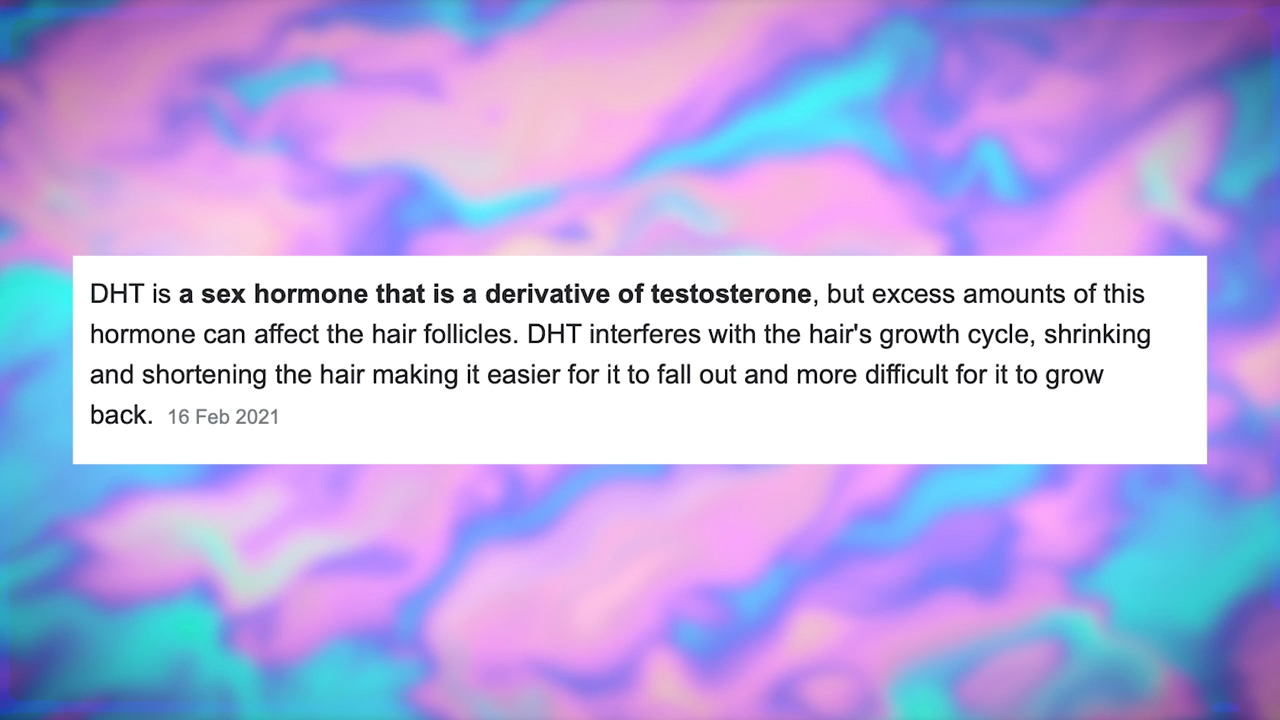 DHT is a sex hormone that is a derivative of testosterone, but excess amounts of this
hormone can affect the hair follicles. DHT interferes with the hair's growth cycle, shrinking
and shortening the hair making it easier for it to fall out and more difficult for it to grow
back. 16 Feb 2021